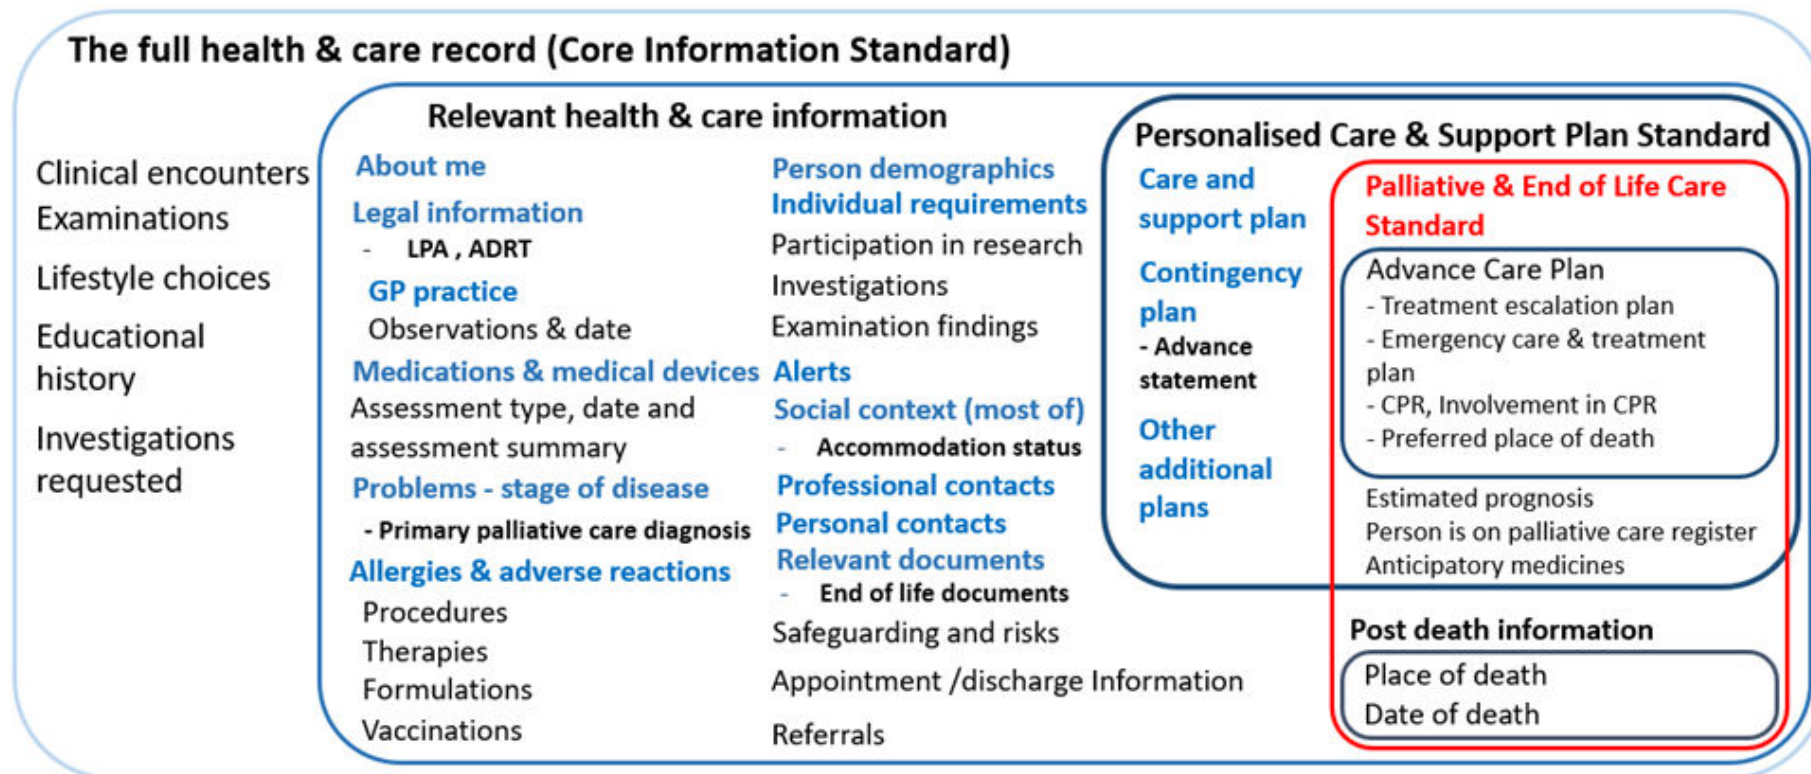 The full health & care record (Core Information Standard)
Clinical encounters
Examinations
Lifestyle choices
Educational
history
Investigations
requested
Relevant health & care information
About me
Legal information
- LPA , ADRT
GP practice
Observations & date
Medications & medical devices
Assessment type, date and
assessment summary
Problems - stage of disease
- Primary palliative care diagnosis
Allergies & adverse reactions
Procedures
Therapies
Formulations
Vaccinations
Person demographics
Individual requirements
Participation in research
Investigations
Examination findings
Alerts
Social context (most of)
- Accommodation status
Professional contacts
Personal contacts
Relevant documents
- End of life documents
Safeguarding and risks
Appointment /discharge Information
Referrals
Personalised Care & Support Plan Standard
Care and
support plan
Contingency
plan
- Advance
statement
Other
additional
plans
Palliative & End of Life Care
Standard
Advance Care Plan
- Treatment escalation plan
- Emergency care & treatment
plan
- CPR, Involvement in CPR
- Preferred place of death
Estimated prognosis
Person is on palliative care register
Anticipatory medicines
Post death information
Place of death
Date of death